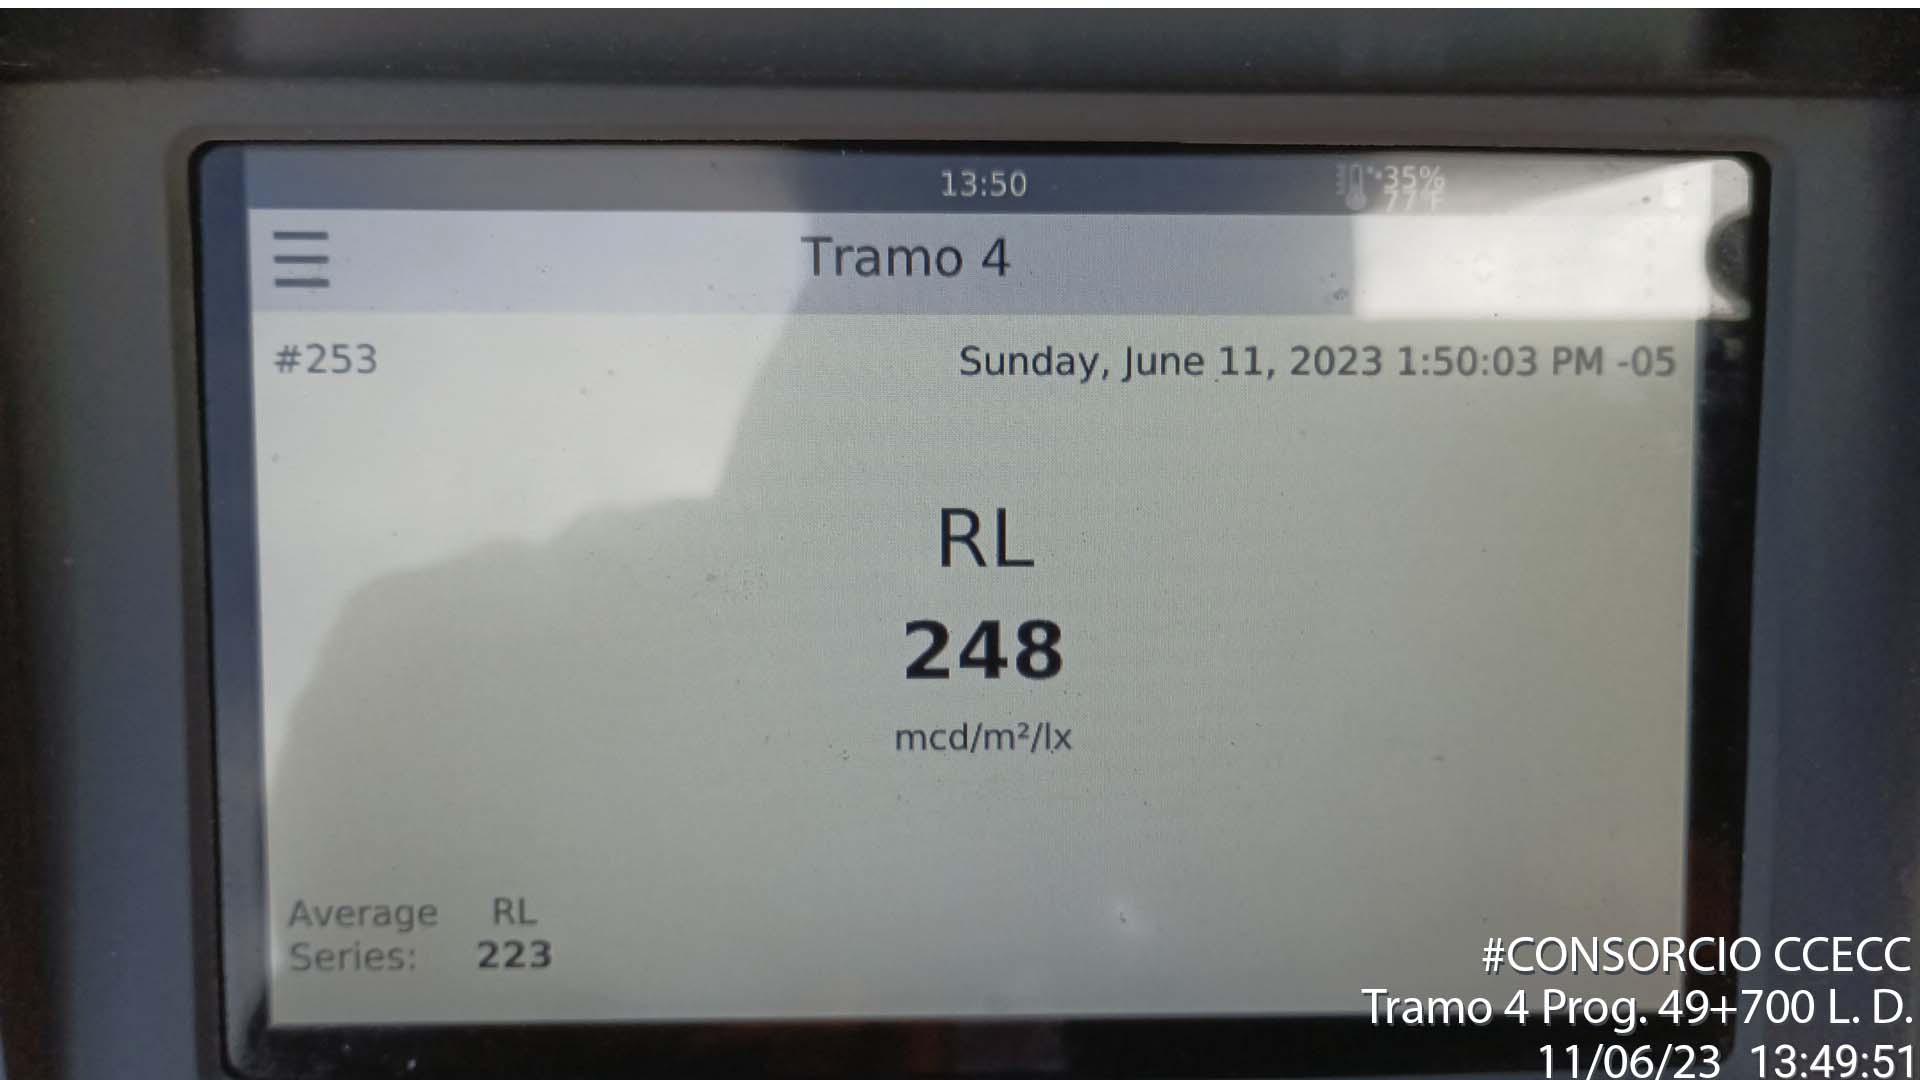 13:50
35%
77°F
Tramo 4
#253
Sunday, June 11, 2023 1:50:03 PM -05
RL
248
mcd/m²/lx
Average RL
Series: 223
#CONSORCIO CCECC
Tramo 4 Prog. 49+700 L. D.
11/06/23 13:49:51